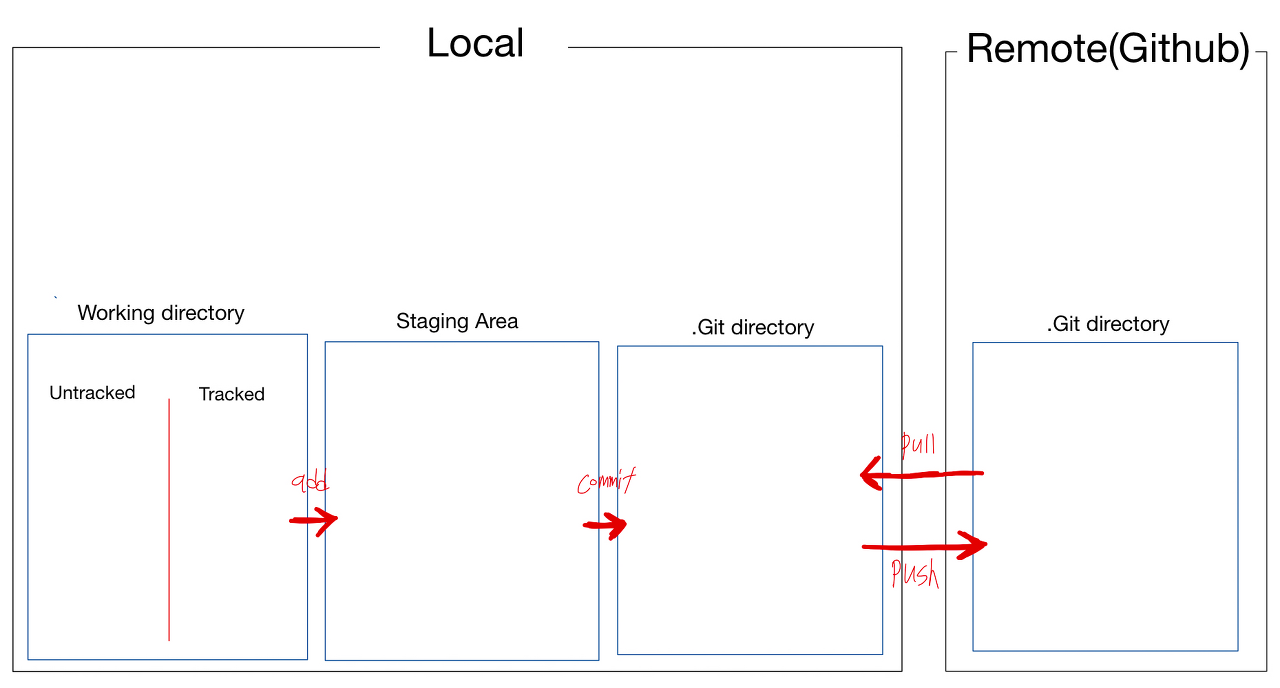 Local
Remote(Github)
Working directory
Staging Area
.Git directory
.Git directory
Untracked
Tracked
add
commit
pull
push